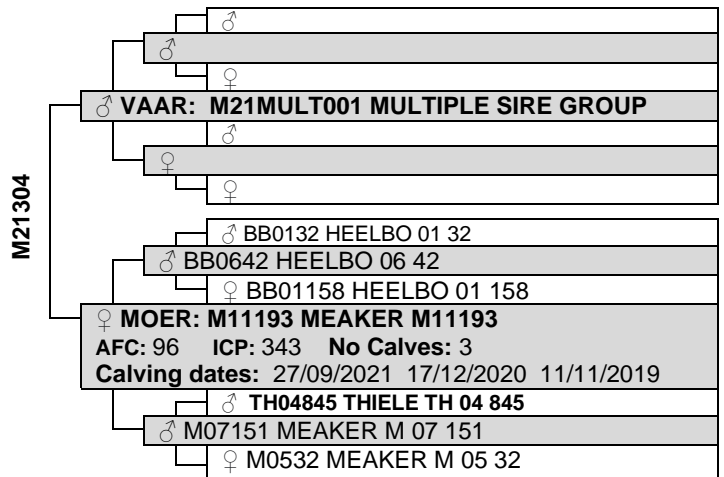 ♂
♂
♀
♂ VAAR: M21MULT001 MULTIPLE SIRE GROUP
♂
♀
♀
M21304
♂ BB0132 HEELBO 01 32
♂ BB0642 HEELBO 06 42
♀ BB01158 HEELBO 01 158
♀ MOER: M11193 MEAKER M11193
AFC: 96 ICP: 343 No Calves: 3
Calving dates: 27/09/2021 17/12/2020 11/11/2019
♂ TH04845 THIELE TH 04 845
♂ M07151 MEAKER M 07 151
♀ M0532 MEAKER M 05 32